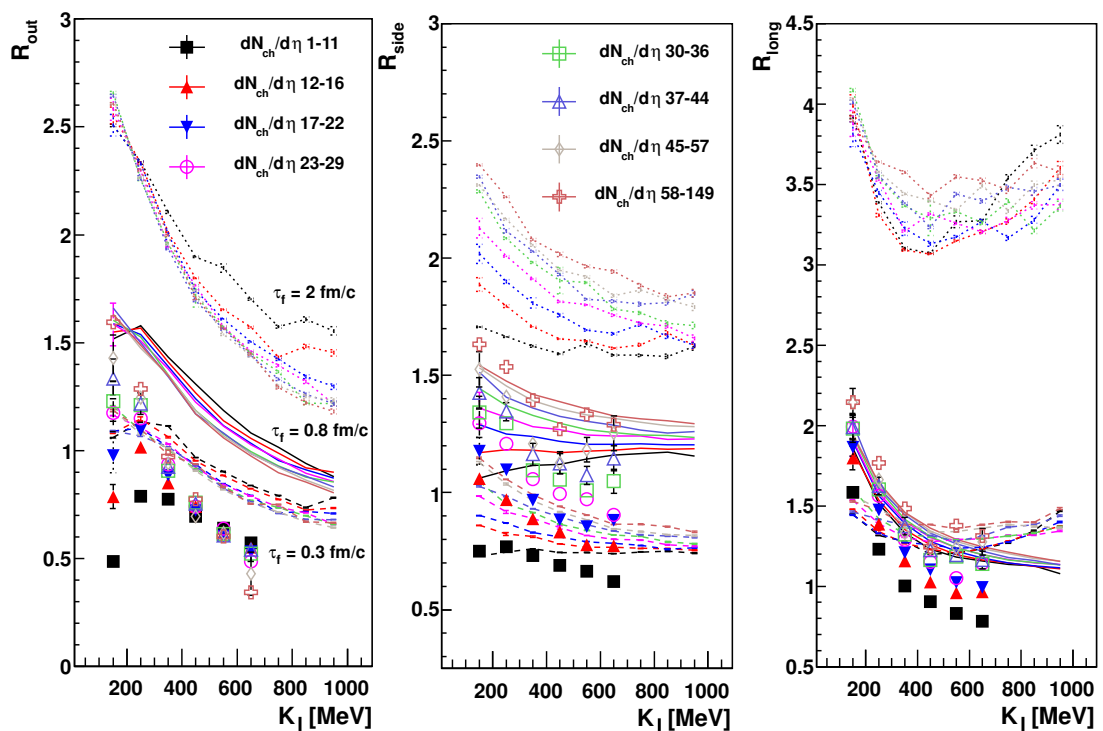 R_out
3
2.5
2
1.5
1
0.5
0
dN_ch/dη 1-11
dN_ch/dη 12-16
dN_ch/dη 17-22
dN_ch/dη 23-29
τ_f = 2 fm/c
τ_f = 0.8 fm/c
τ_f = 0.3 fm/c
200 400 600 800 1000
K_l [MeV]
R_side
3
2.5
2
1.5
1
0.5
dN_ch/dη 30-36
dN_ch/dη 37-44
dN_ch/dη 45-57
dN_ch/dη 58-149
200 400 600 800 1000
K_l [MeV]
R_long
4.5
4
3.5
3
2.5
2
1.5
1
0.5
200 400 600 800 1000
K_l [MeV]